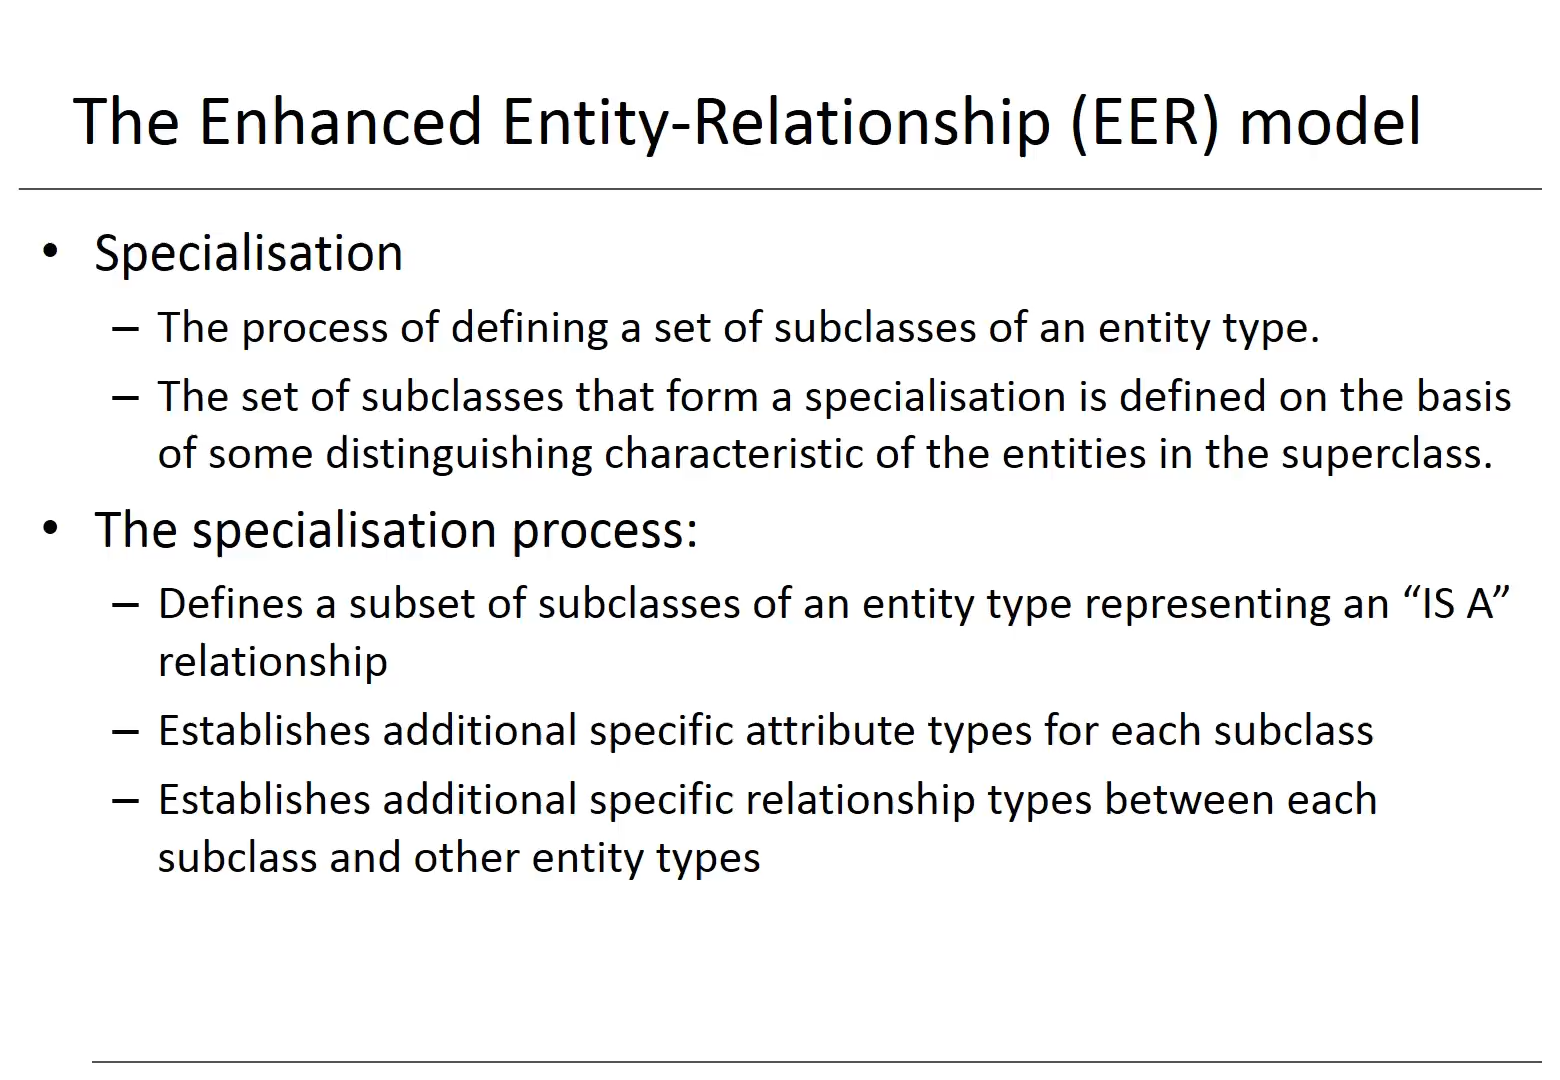 The Enhanced Entity-Relationship (EER) model
• Specialisation
– The process of defining a set of subclasses of an entity type.
– The set of subclasses that form a specialisation is defined on the basis
of some distinguishing characteristic of the entities in the superclass.
• The specialisation process:
– Defines a subset of subclasses of an entity type representing an “IS A”
relationship
– Establishes additional specific attribute types for each subclass
– Establishes additional specific relationship types between each
subclass and other entity types